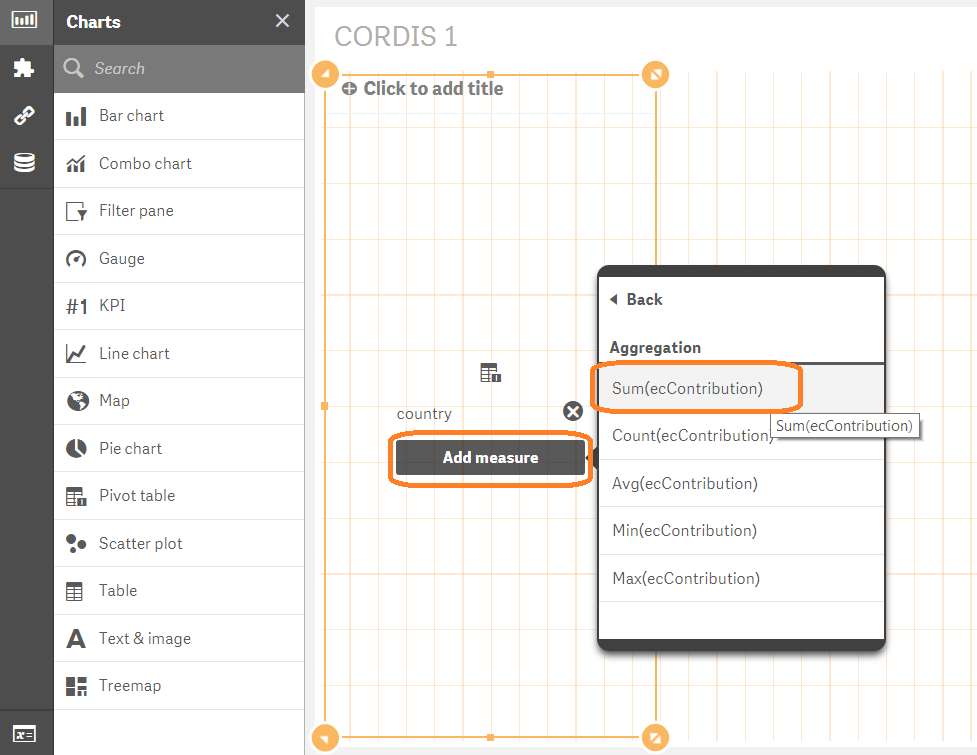 Charts
Search
Bar chart
Combo chart
Filter pane
Gauge
#1 KPI
Line chart
Map
Pie chart
Pivot table
Scatter plot
Table
A Text & image
Treemap
x=
CORDIS 1
Click to add title
country
Add measure
Back
Aggregation
Sum(ecContribution)
Sum(ecContribution)
Count(ecContribution)
Avg(ecContribution)
Min(ecContribution)
Max(ecContribution)